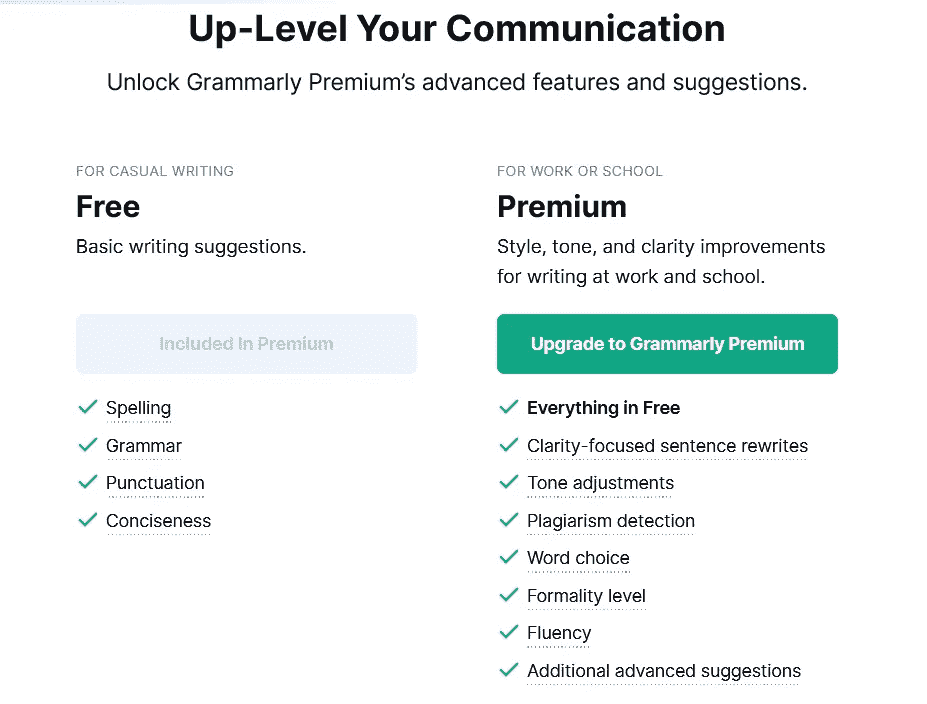 Up-Level Your Communication
Unlock Grammarly Premium’s advanced features and suggestions.
FOR CASUAL WRITING
Free
Basic writing suggestions.
Included In Premium
Spelling
Grammar
Punctuation
Conciseness
FOR WORK OR SCHOOL
Premium
Style, tone, and clarity improvements
for writing at work and school.
Upgrade to Grammarly Premium
Everything in Free
Clarity-focused sentence rewrites
Tone adjustments
Plagiarism detection
Word choice
Formality level
Fluency
Additional advanced suggestions